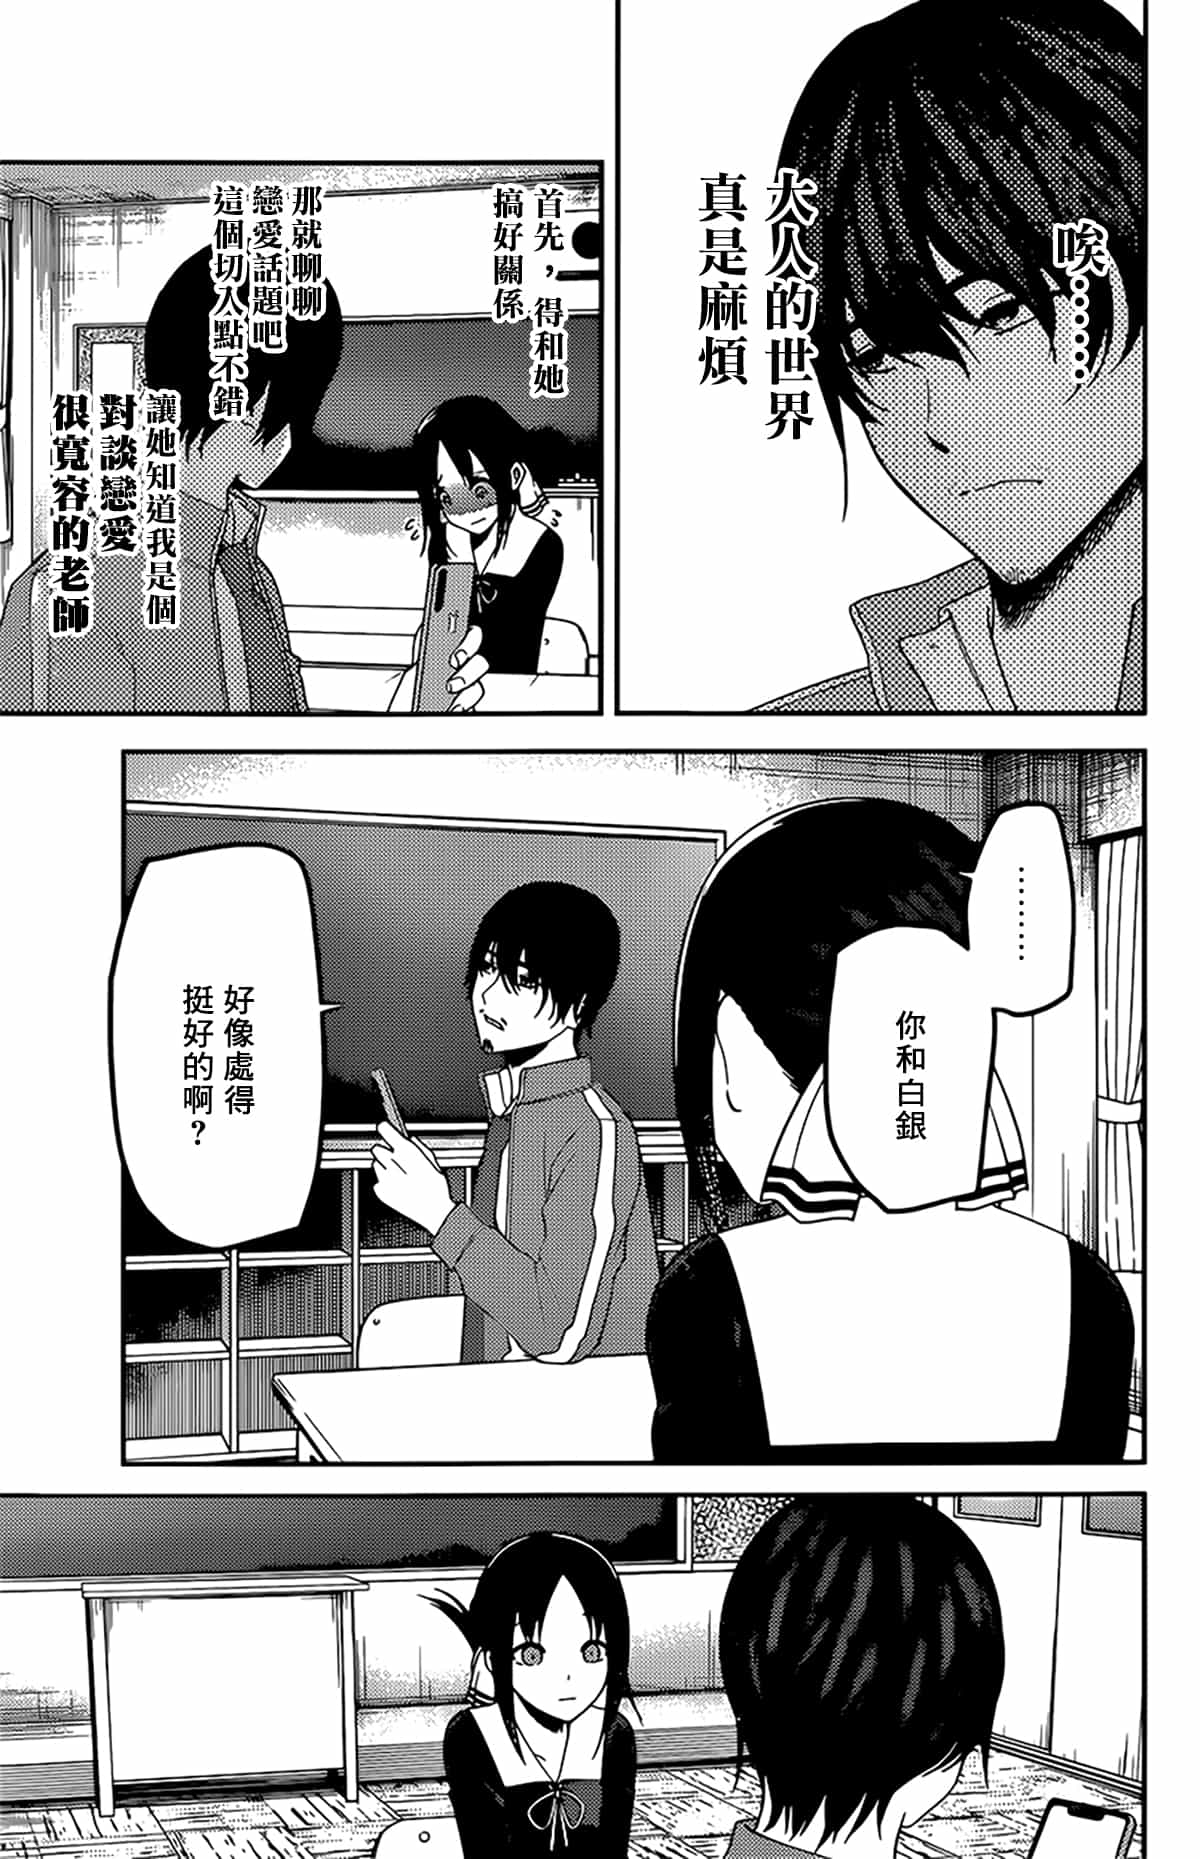 唉……
大人的世界
真是麻煩
首先，得和她
搞好關係
那就聊聊
戀愛話題吧
這個切入點不錯
讓她知道我是個
對談戀愛
很寬容的老師
………
你和白銀
好像處得
挺好的啊？